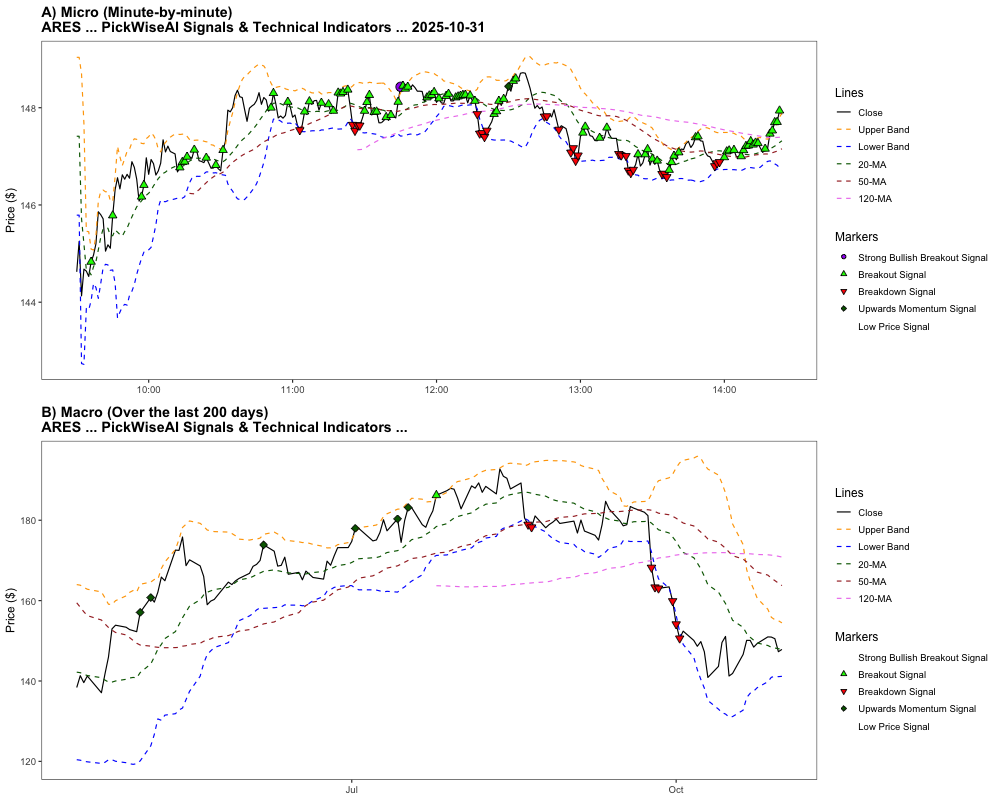 A) Micro (Minute-by-minute)
ARES ... PickWiseAI Signals & Technical Indicators ... 2025-10-31
Price ($)
148
146
144
10:00
11:00
12:00
13:00
14:00
Lines
Close
Upper Band
Lower Band
20-MA
50-MA
120-MA
Markers
Strong Bullish Breakout Signal
Breakout Signal
Breakdown Signal
Upwards Momentum Signal
Low Price Signal
B) Macro (Over the last 200 days)
ARES ... PickWiseAI Signals & Technical Indicators ...
Price ($)
180
160
140
120
Jul
Oct
Lines
Close
Upper Band
Lower Band
20-MA
50-MA
120-MA
Markers
Strong Bullish Breakout Signal
Breakout Signal
Breakdown Signal
Upwards Momentum Signal
Low Price Signal